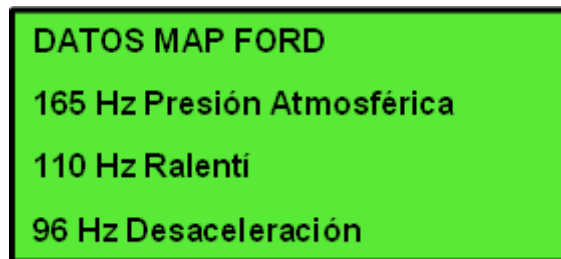 DATOS MAP FORD
165 Hz Presión Atmosférica
110 Hz Ralentí
96 Hz Desaceleración